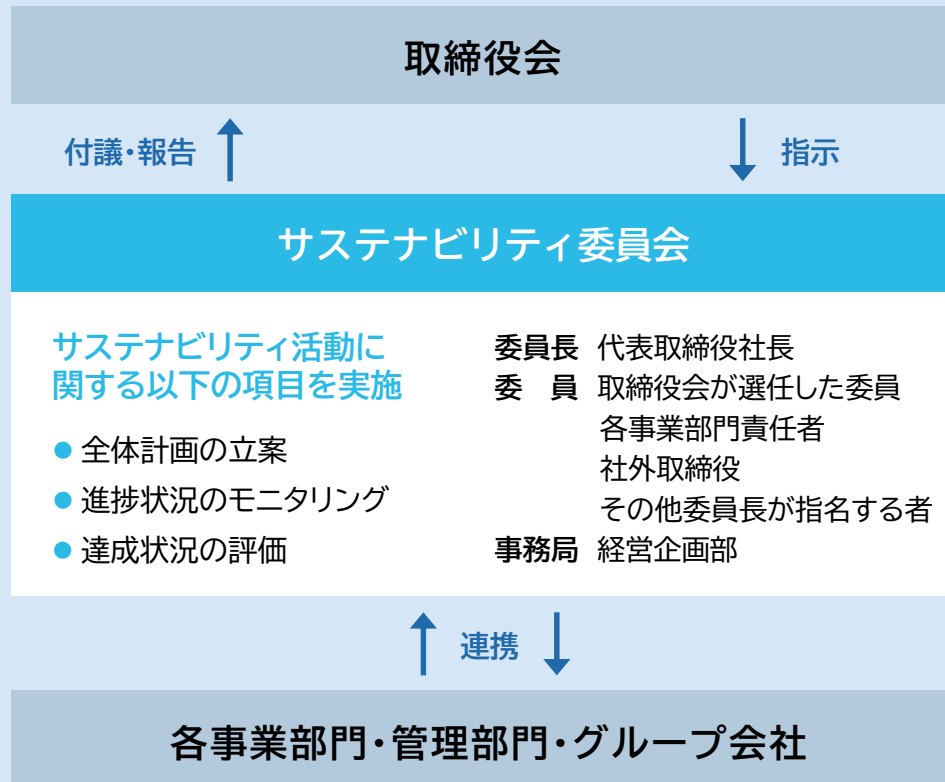 取締役会
付議・報告
指示
サステナビリティ委員会
サステナビリティ活動に
関する以下の項目を実施
● 全体計画の立案
● 進捗状況のモニタリング
● 達成状況の評価
委員長 代表取締役社長
委　員 取締役会が選任した委員
各事業部門責任者
社外取締役
その他委員長が指名する者
事務局 経営企画部
連携
各事業部門・管理部門・グループ会社